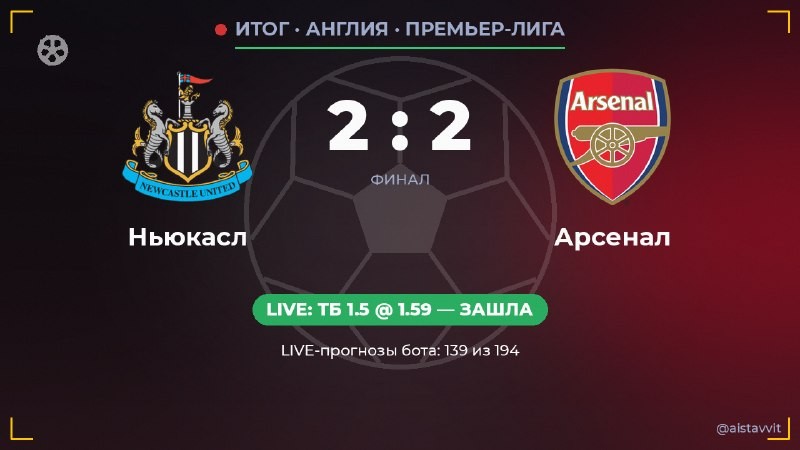 ИТОГ · АНГЛИЯ · ПРЕМЬЕР-ЛИГА
NEWCASTLE UNITED
2 : 2
Arsenal
ФИНАЛ
Ньюкасл
Арсенал
LIVE: ТБ 1.5 @ 1.59 — ЗАШЛА
LIVE-прогнозы бота: 139 из 194
@aistavvit